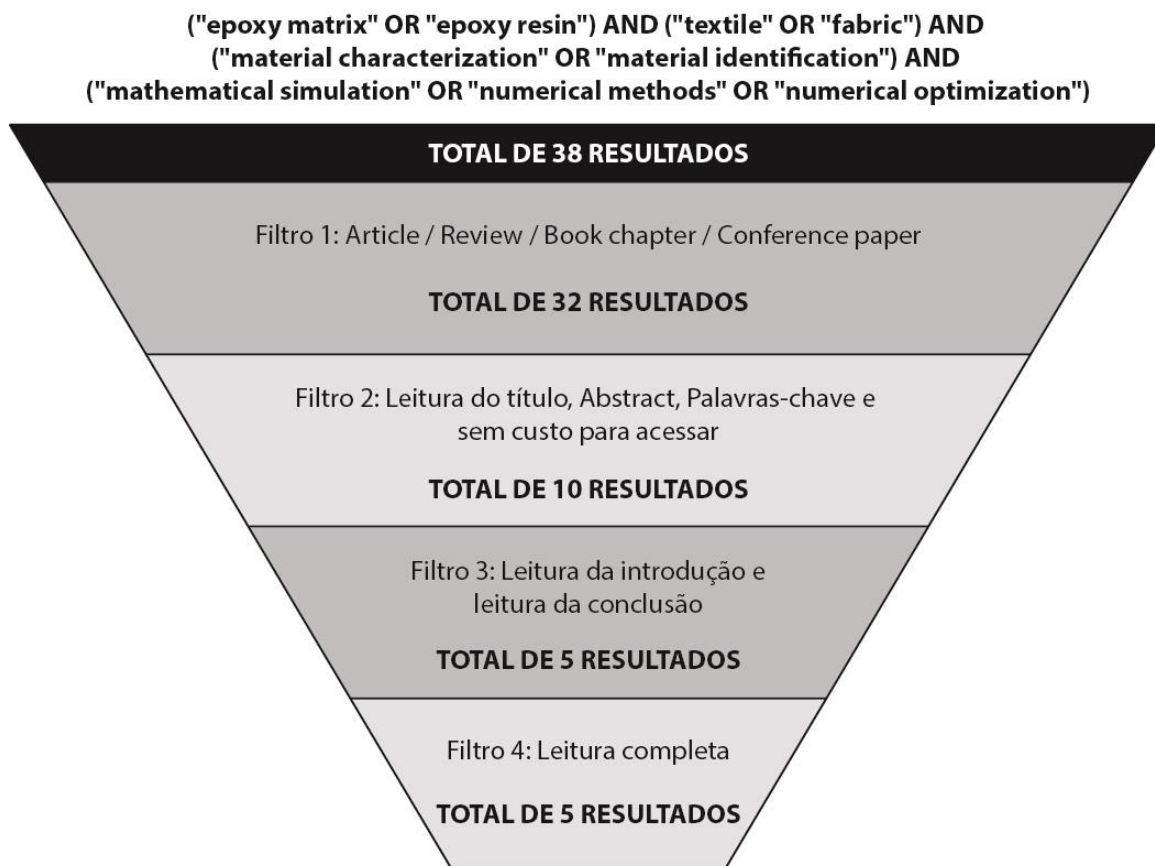 ("epoxy matrix" OR "epoxy resin") AND ("textile" OR "fabric") AND
("material characterization" OR "material identification") AND
("mathematical simulation" OR "numerical methods" OR "numerical optimization")
TOTAL DE 38 RESULTADOS
Filtro 1: Article / Review / Book chapter / Conference paper
TOTAL DE 32 RESULTADOS
Filtro 2: Leitura do título, Abstract, Palavras-chave e
sem custo para acessar
TOTAL DE 10 RESULTADOS
Filtro 3: Leitura da introdução e
leitura da conclusão
TOTAL DE 5 RESULTADOS
Filtro 4: Leitura completa
TOTAL DE 5 RESULTADOS